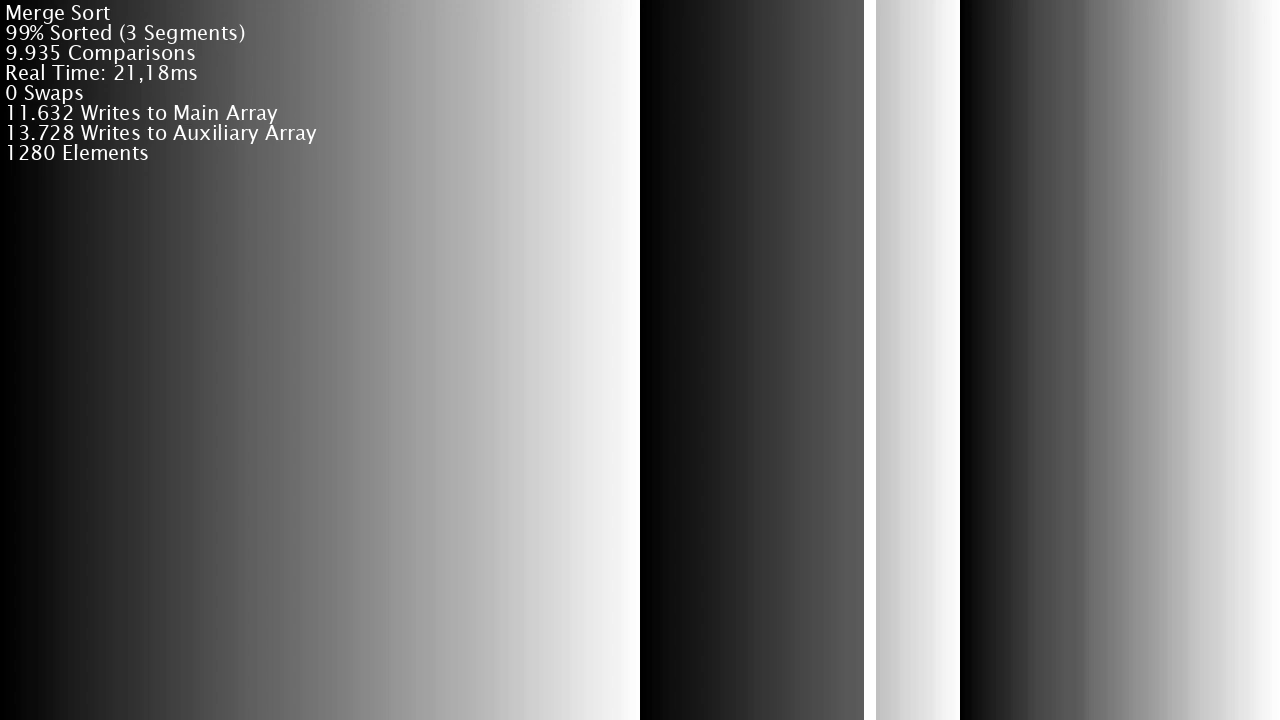 Merge Sort
99% Sorted (3 Segments)
9.935 Comparisons
Real Time: 21,18ms
0 Swaps
11.632 Writes to Main Array
13.728 Writes to Auxiliary Array
1280 Elements